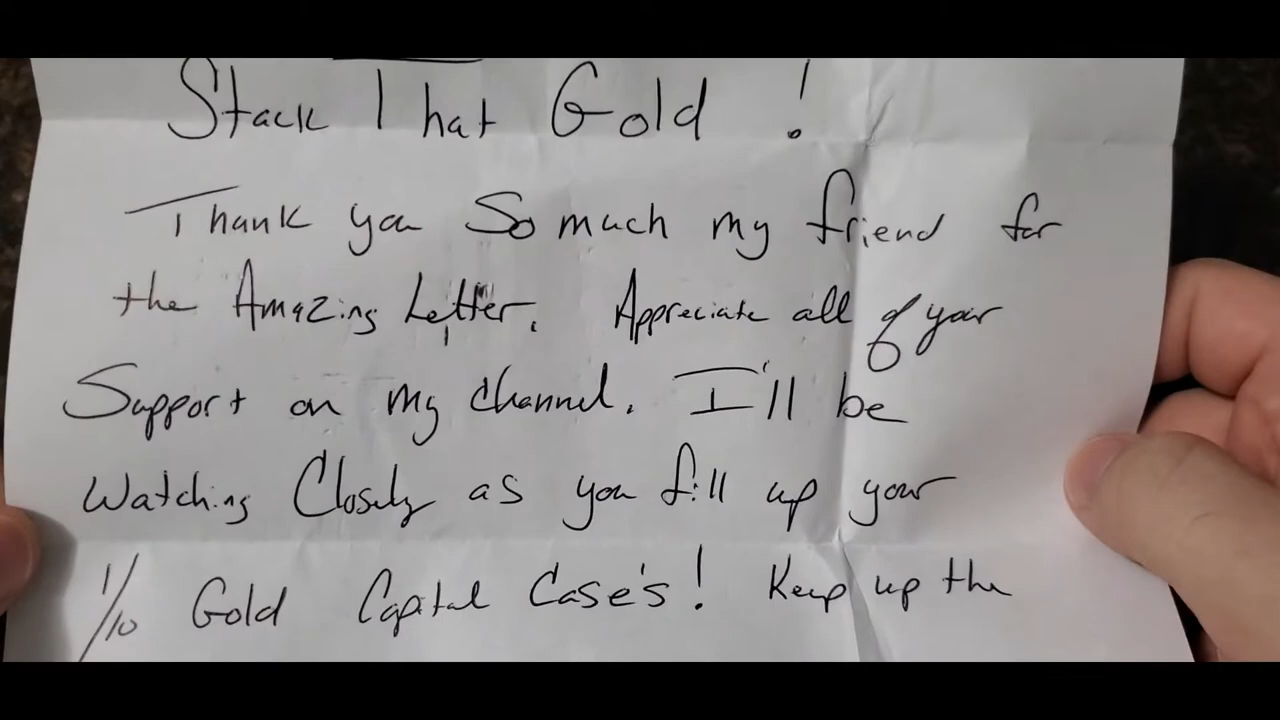 Stack That Gold !
Thank you So much my friend for
the Amazing Letter. Appreciate all of your
Support on my channel. I'll be
Watching Closely as you fill up your
1/10 Gold Capital Case's! Keep up the